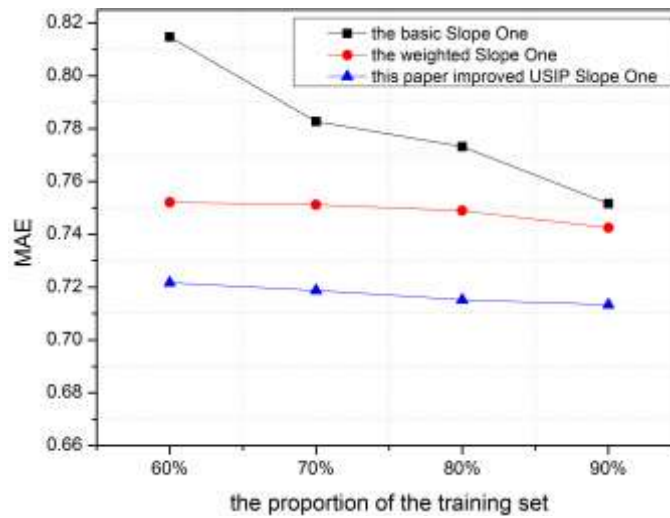 the basic Slope One
the weighted Slope One
this paper improved USIP Slope One
0.82
0.80
0.78
0.76
0.74
0.72
0.70
0.68
0.66
MAE
60% 70% 80% 90%
the proportion of the training set